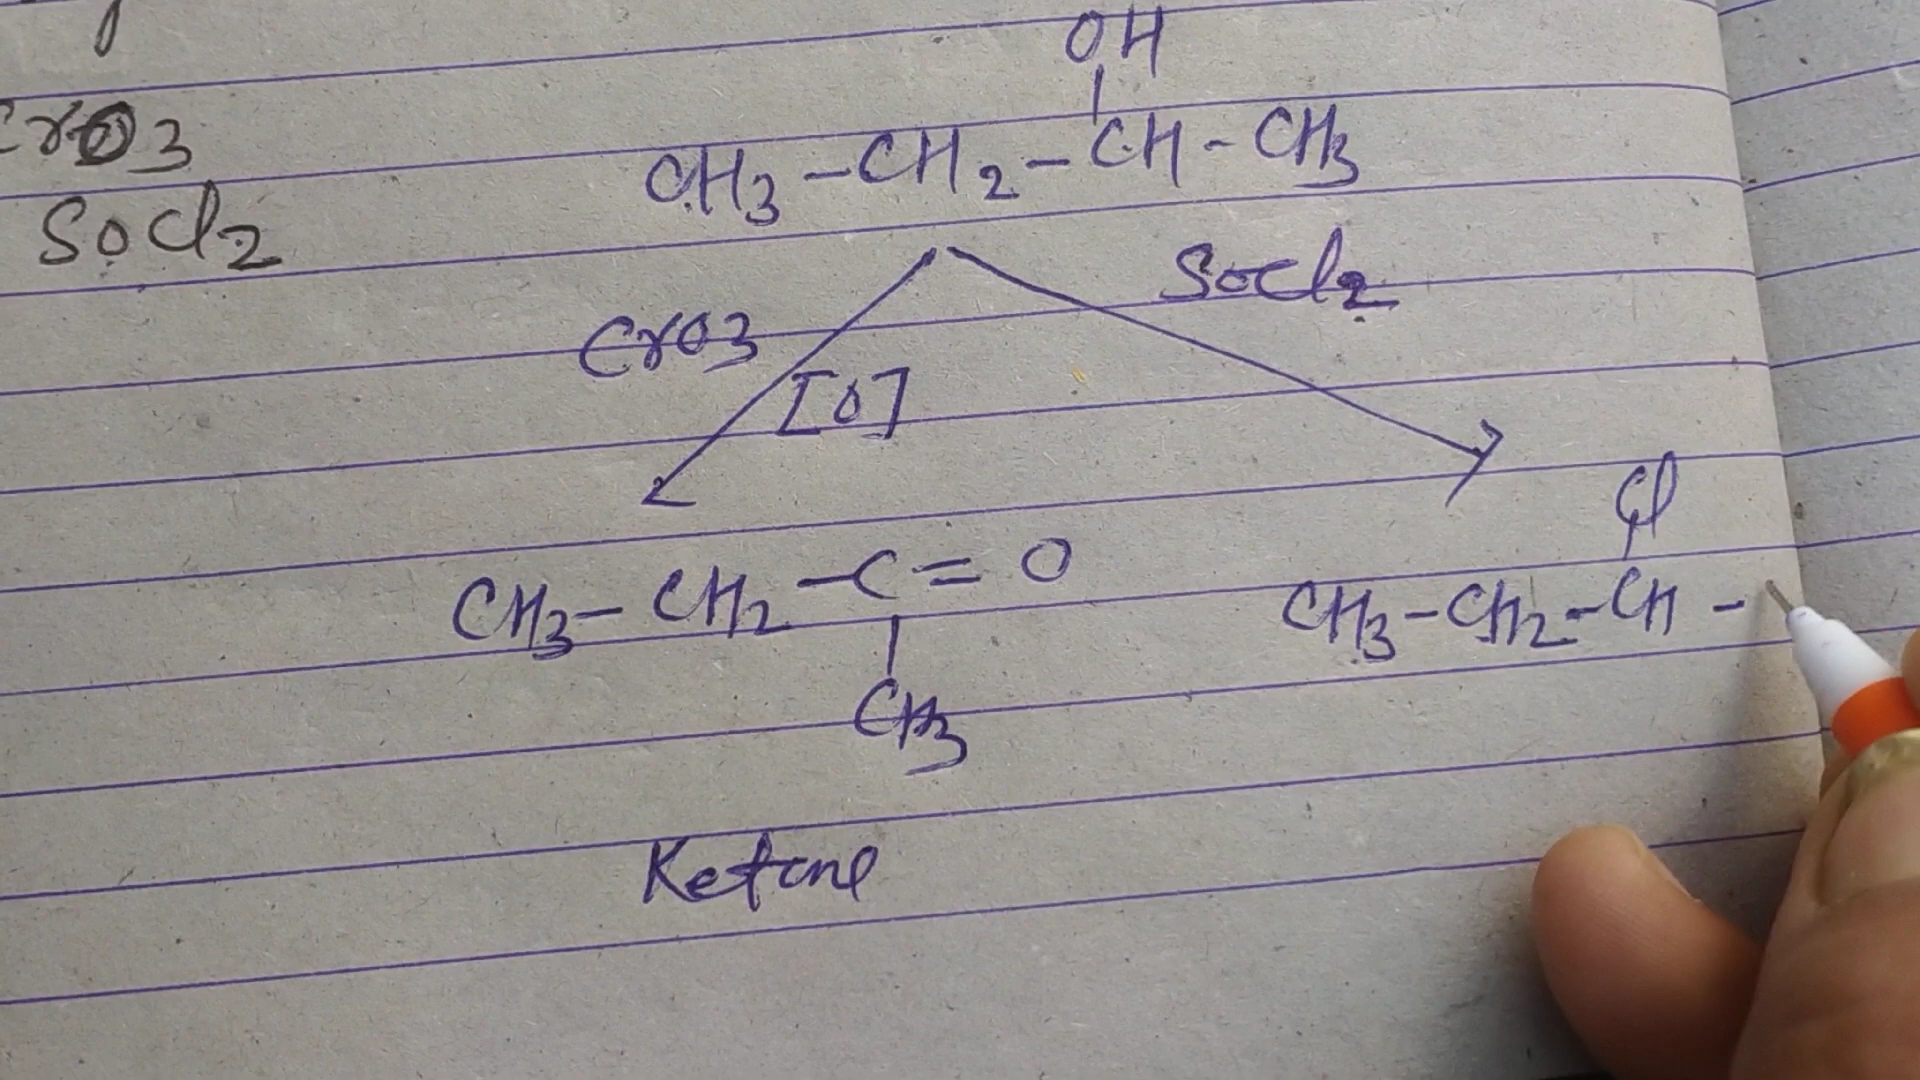 CrO3
SOCl2
OH
CH3-CH2-CH-CH3
SOCl2
CrO3
[O]
Cl
CH3-CH2-C=O
CH3-CH2-CH-
CH3
Ketone